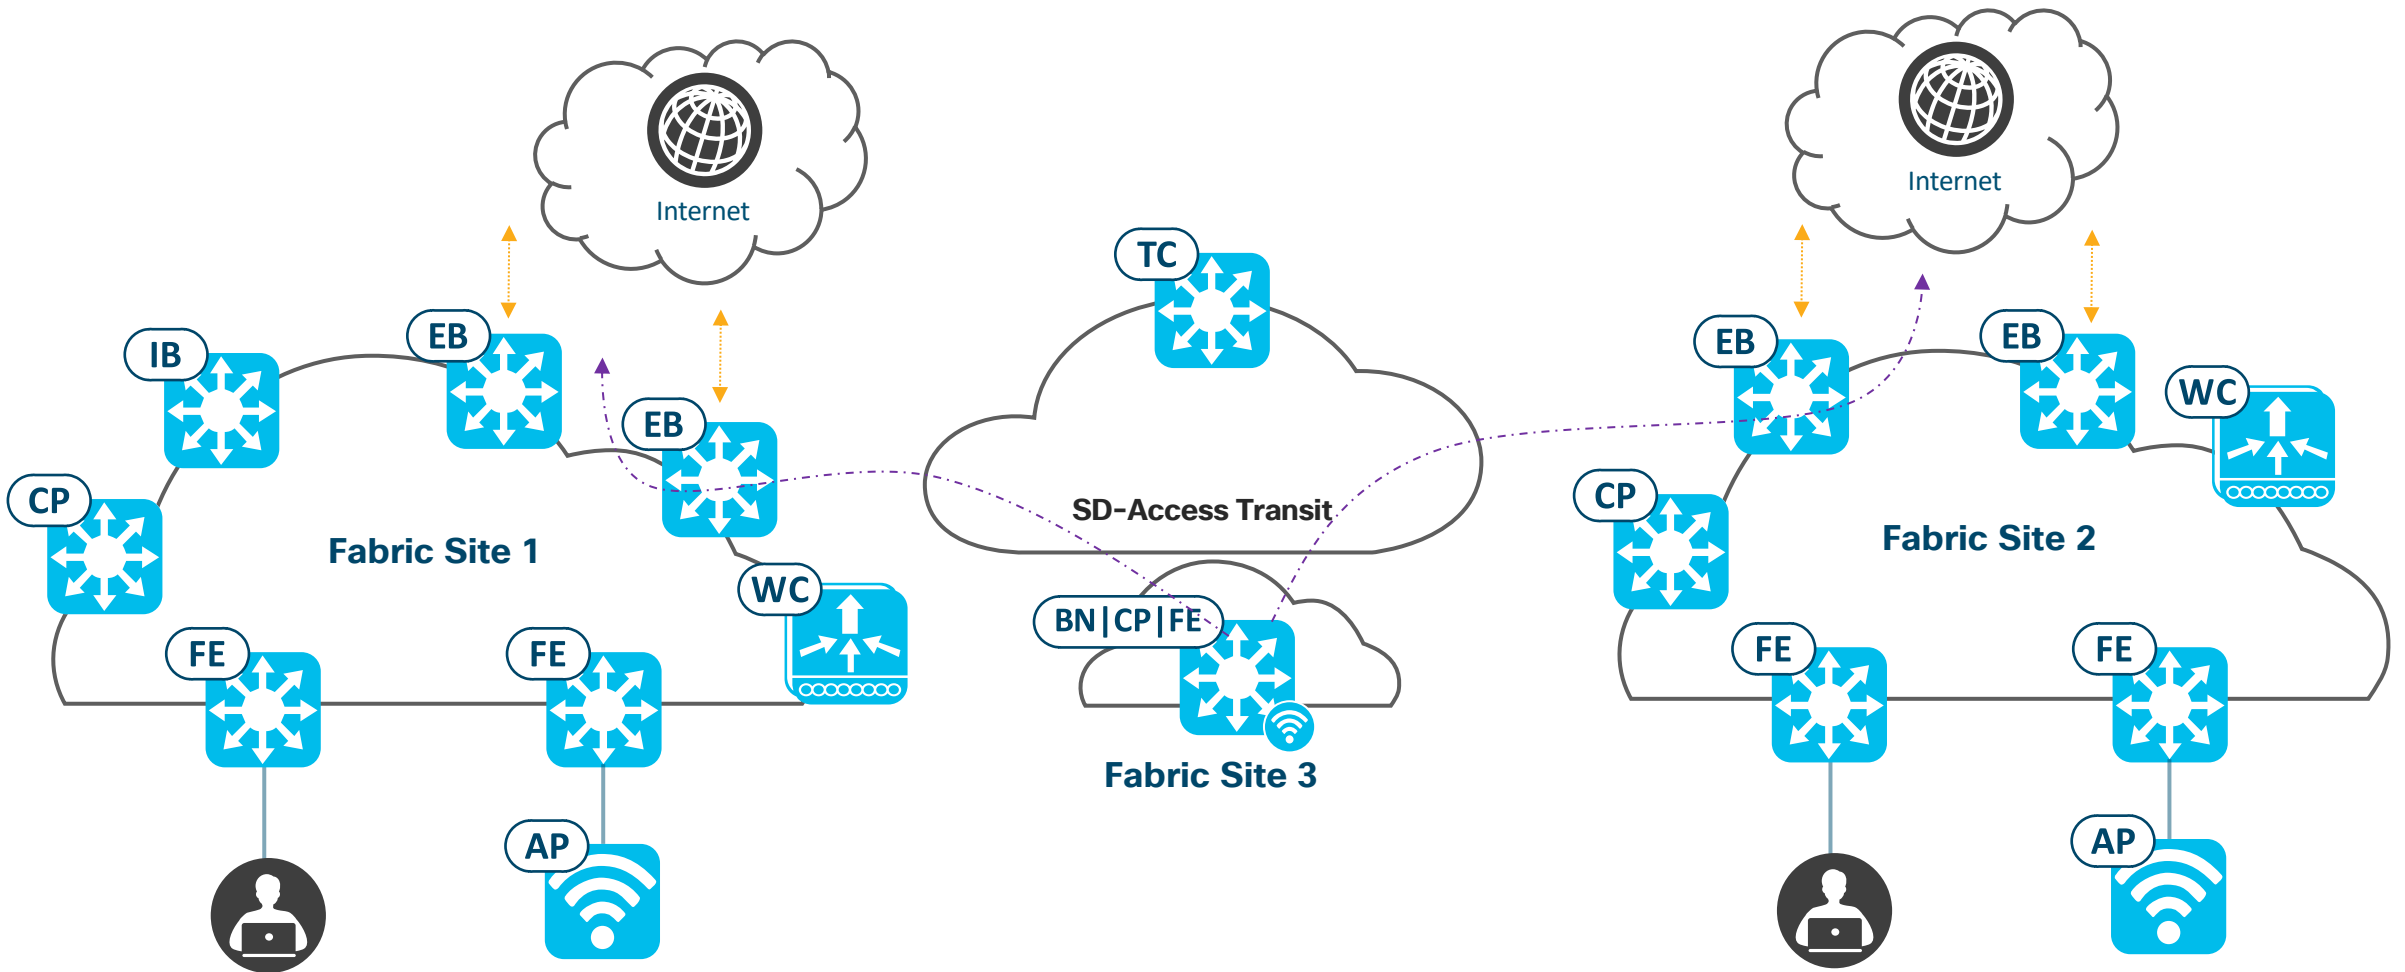 Internet
Internet
TC
IB
EB
EB
EB
EB
WC
CP
CP
SD-Access Transit
Fabric Site 1
Fabric Site 2
WC
BN|CP|FE
FE
FE
FE
FE
Fabric Site 3
AP
AP